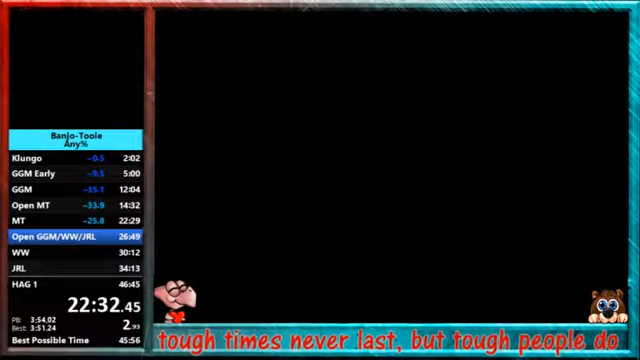 Banjo-Tooie
Any%
Klungo −0.5 2:02
GGM Early −9.5 5:00
GGM −35.1 12:04
Open MT −33.9 14:32
MT −25.8 22:29
Open GGM/WW/JRL 26:49
WW 30:12
JRL 34:13
HAG 1 46:45
22:32.45
PB: 3:54.02
Best: 3:51.24 2.93
Best Possible Time 45:56
tough times never last, but tough people do